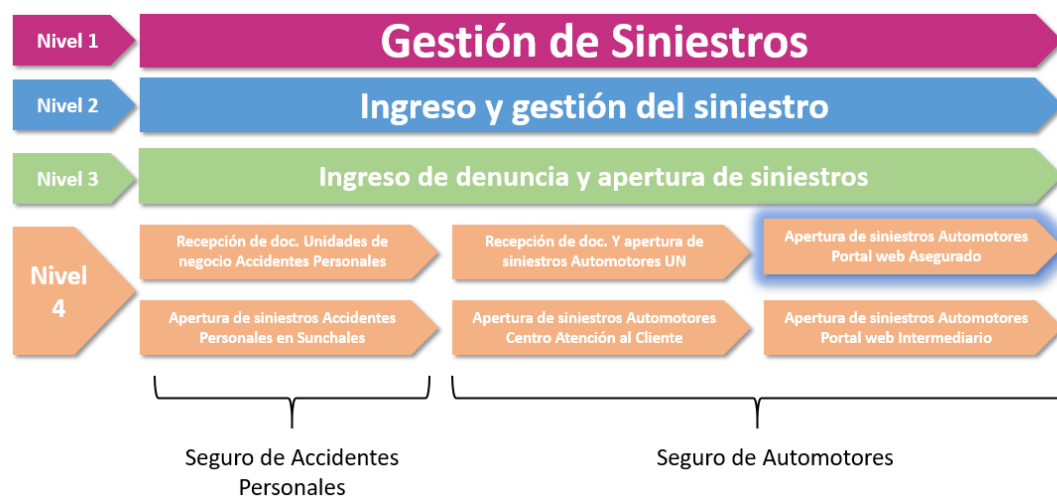 Nivel 1
Gestión de Siniestros
Nivel 2
Ingreso y gestión del siniestro
Nivel 3
Ingreso de denuncia y apertura de siniestros
Nivel
4
Recepción de doc. Unidades de
negocio Accidentes Personales
Recepción de doc. Y apertura de
siniestros Automotores UN
Apertura de siniestros Automotores
Portal web Asegurado
Apertura de siniestros Accidentes
Personales en Sunchales
Apertura de siniestros Automotores
Centro Atención al Cliente
Apertura de siniestros Automotores
Portal web Intermediario
Seguro de Accidentes
Personales
Seguro de Automotores